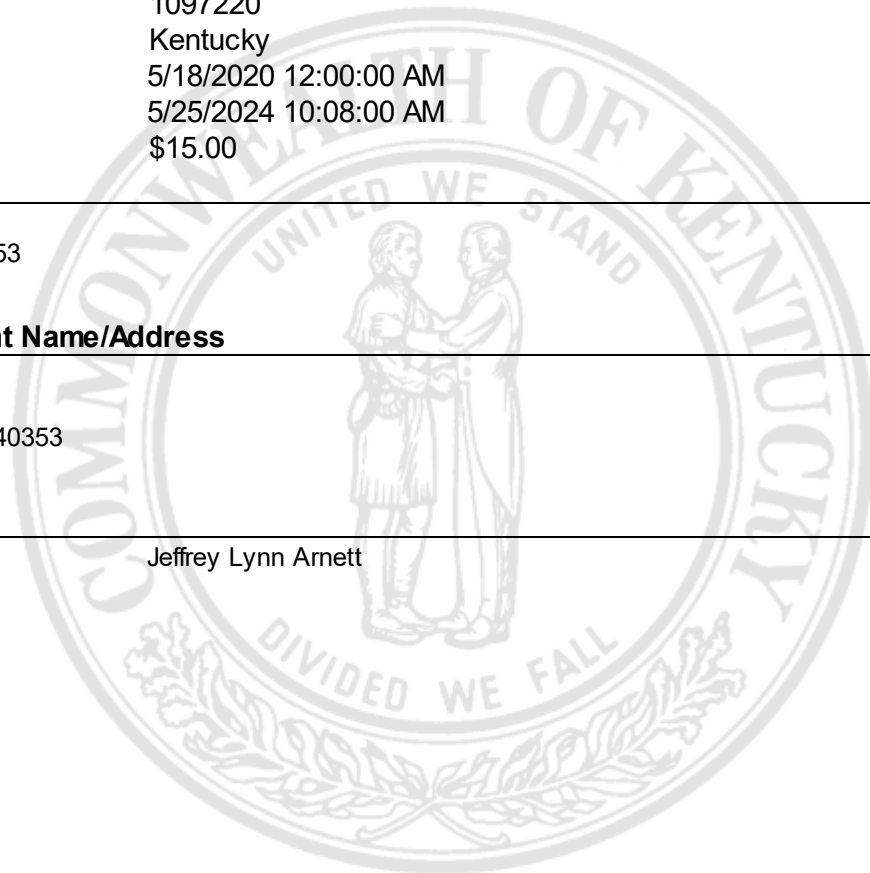 1097220
Kentucky
5/18/2020 12:00:00 AM
5/25/2024 10:08:00 AM
$15.00
53
t Name/Address
40353
Jeffrey Lynn Arnett
COMMONWEALTH OF KENTUCKY
UNITED WE STAND
DIVIDED WE FALL